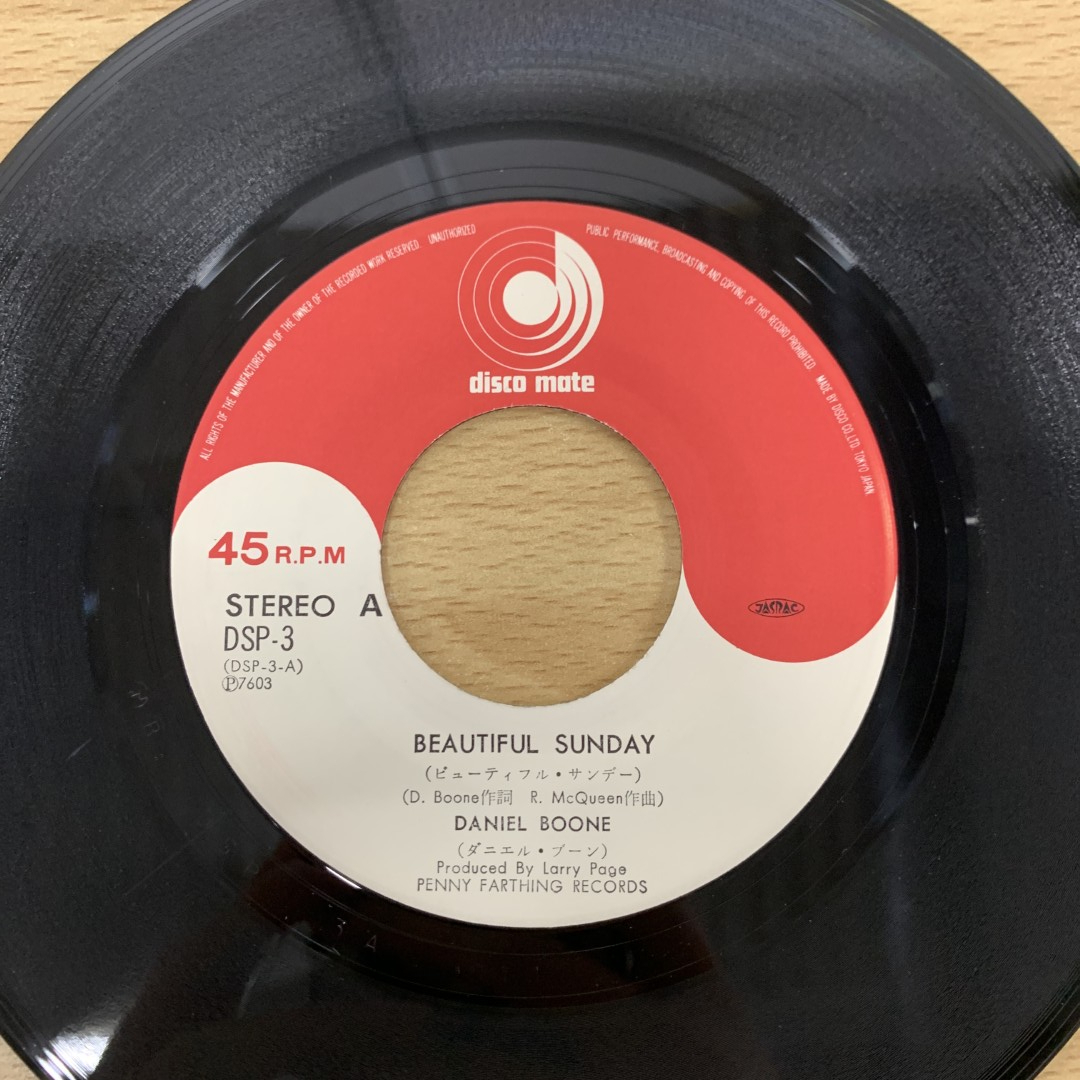 ALL RIGHTS OF THE MANUFACTURER AND OF THE OWNER OF THE RECORDED WORK RESERVED. UNAUTHORIZED PUBLIC PERFORMANCE, BROADCASTING AND COPYING OF THIS RECORD PROHIBITED. MADE BY DISCO CO., LTD. TOKYO JAPAN
disco mate
45 R.P.M
STEREO A
DSP-3
(DSP-3-A)
Ⓟ7603
JASRAC
BEAUTIFUL SUNDAY
(ビューティフル・サンデー)
(D. Boone作詞 R. McQueen作曲)
DANIEL BOONE
(ダニエル・ブーン)
Produced By Larry Page
PENNY FARTHING RECORDS
3 A